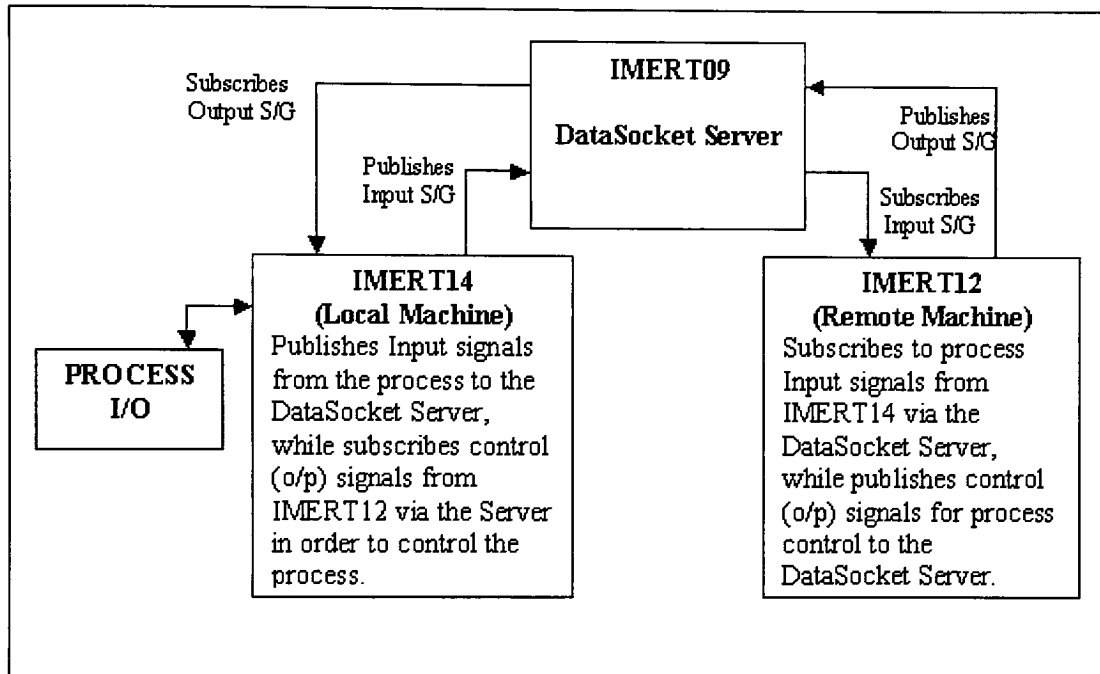 IMERT09
DataSocket Server
Subscribes
Output S/G
Publishes
Input S/G
Publishes
Output S/G
Subscribes
Input S/G
PROCESS
I/O
IMERT14
(Local Machine)
Publishes Input signals
from the process to the
DataSocket Server,
while subscribes control
(o/p) signals from
IMERT12 via the Server
in order to control the
process.
IMERT12
(Remote Machine)
Subscribes to process
Input signals from
IMERT14 via the
DataSocket Server,
while publishes control
(o/p) signals for process
control to the
DataSocket Server.